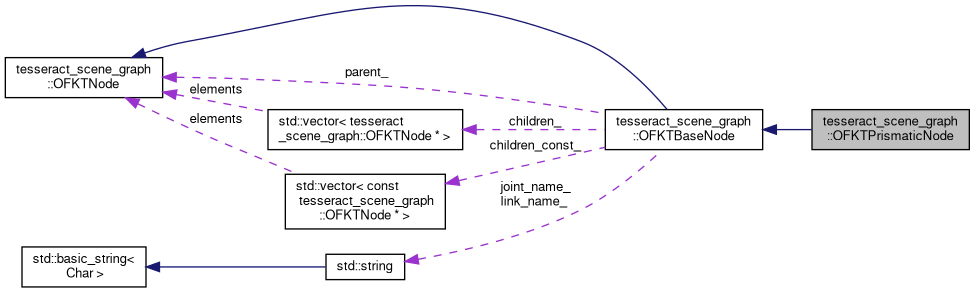 tesseract_scene_graph
::OFKTNode
parent_
elements
elements
std::vector< tesseract
_scene_graph::OFKTNode * >
children_
children_const_
std::vector< const
tesseract_scene_graph
::OFKTNode * >
joint_name_
link_name_
tesseract_scene_graph
::OFKTBaseNode
tesseract_scene_graph
::OFKTPrismaticNode
std::basic_string<
Char >
std::string